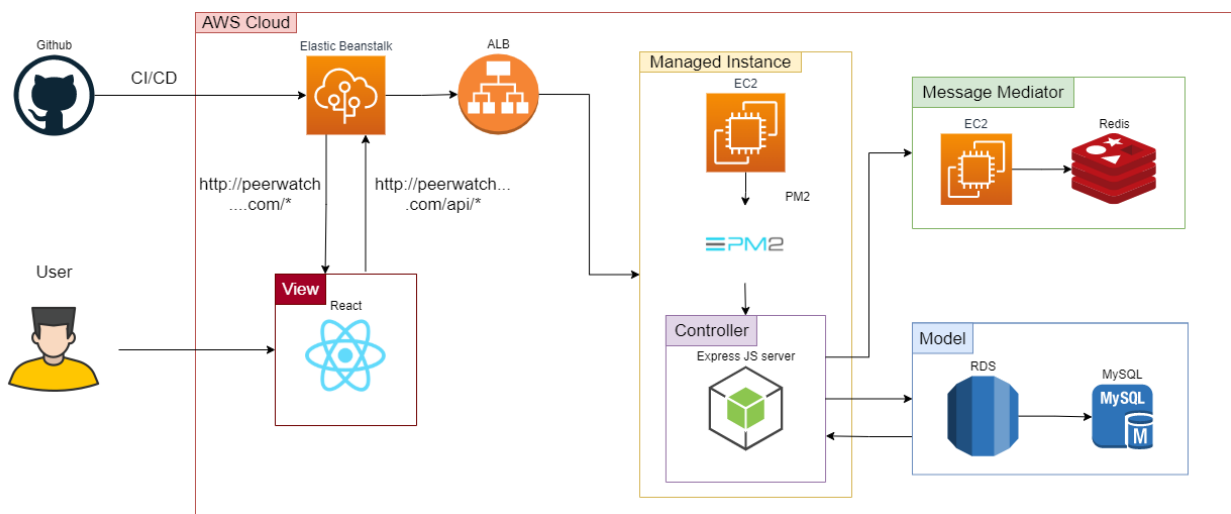 AWS Cloud
Github
CI/CD
Elastic Beanstalk
ALB
http://peerwatch
....com/*
http://peerwatch...
.com/api/*
User
View
React
Managed Instance
EC2
PM2
PM2
Controller
Express JS server
Message Mediator
EC2
Redis
Model
RDS
MySQL
MySQL
M